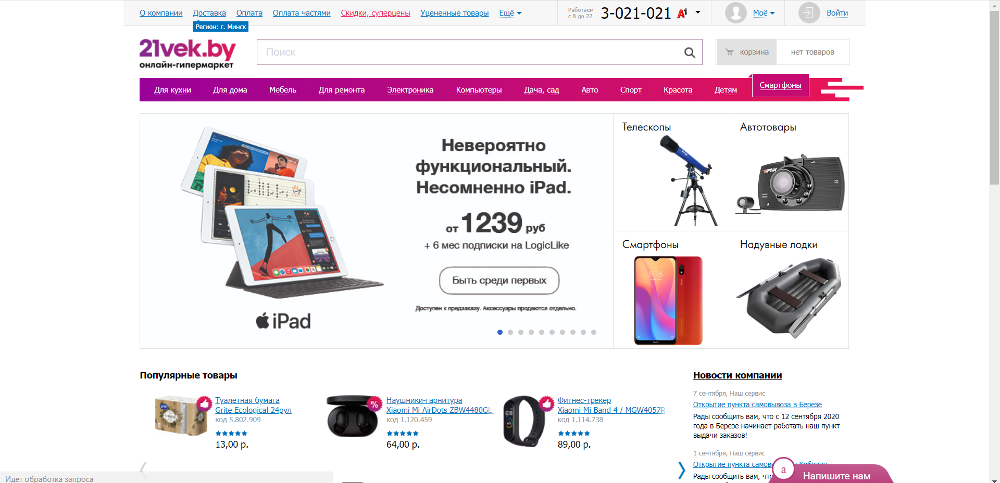 О компании Доставка Оплата Оплата частями Скидки, суперцены Уцененные товары Ещё
Работаем
с 8 до 22
3-021-021 A1
Моё
Войти
Регион: г. Минск
21vek.by
онлайн-гипермаркет
Поиск
корзина
нет товаров
Для кухни Для дома Мебель Для ремонта Электроника Компьютеры Дача, сад Авто Спорт Красота Детям Смартфоны
Невероятно
функциональный.
Несомненно iPad.
от 1239 руб
+ 6 мес подписки на LogicLike
Быть среди первых
Доступен к предзаказу. Аксессуары продаются отдельно.
iPad
Телескопы
Автотовары
ARTWAY
R
Смартфоны
8:16
Redmi
Надувные лодки
Популярные товары
Туалетная бумага
Grite Ecological 24рул
код 5.802.909
13,00 р.
%
Наушники-гарнитура
Xiaomi Mi AirDots ZBW4480GL
код 1.120.459
64,00 р.
Фитнес-трекер
Xiaomi Mi Band 4 / MGW4057R
код 1.114.738
89,00 р.
Новости компании
7 сентября, Наш сервис
Открытие пункта самовывоза в Березе
Рады сообщить вам, что с 12 сентября 2020
года в Березе начинает работать наш пункт
выдачи заказов!
1 сентября, Наш сервис
Открытие пункта
Рады сообщить вам,
a
Напишите нам
Идёт обработка запроса